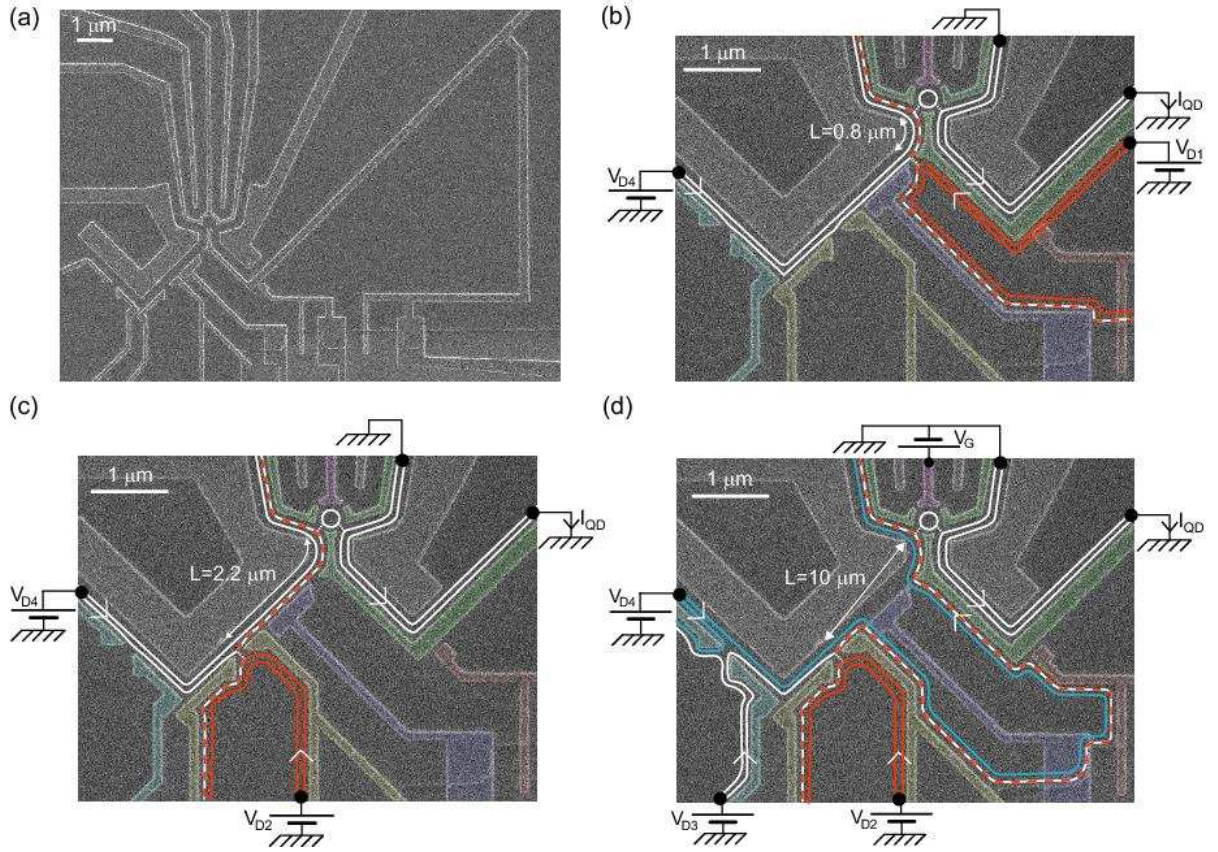 (a)
1 μm
(b)
1 μm
L=0.8 μm
I_QD
V_D1
V_D4
(c)
1 μm
L=2.2 μm
I_QD
V_D4
V_D2
(d)
V_G
1 μm
L=10 μm
I_QD
V_D4
V_D3
V_D2